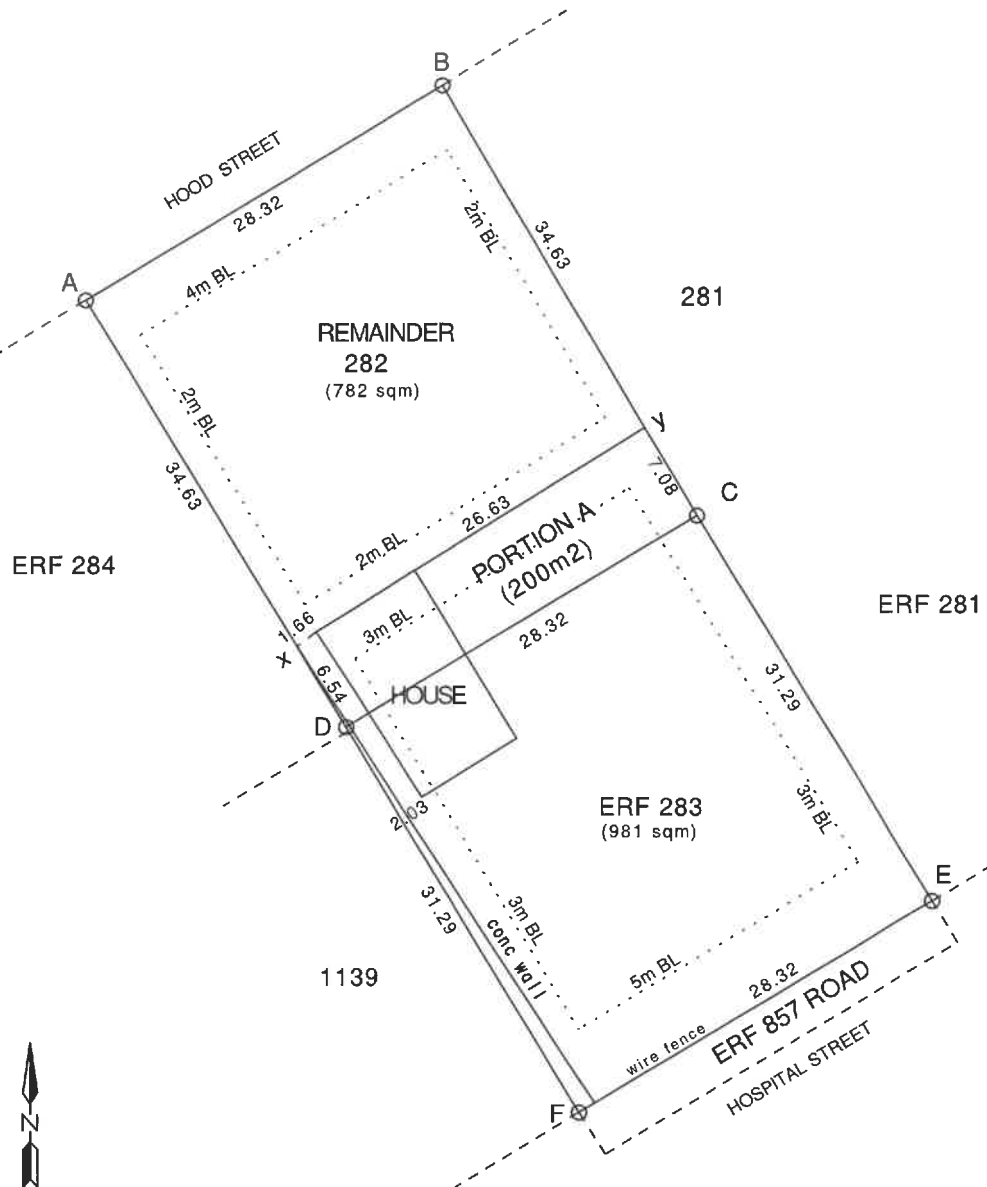 B
HOOD STREET
28.32
A
4m BL
2m BL
34.63
281
REMAINDER
282
(782 sqm)
2m BL
34.63
y
7.08
C
26.63
PORTION A
(200m2)
2m BL
ERF 284
1.66
3m BL
28.32
ERF 281
x
6.54
HOUSE
D
31.29
2.03
ERF 283
(981 sqm)
3m BL
E
31.29
3m BL
conc wall
1139
5m BL
28.32
ERF 857 ROAD
wire fence
HOSPITAL STREET
F
N